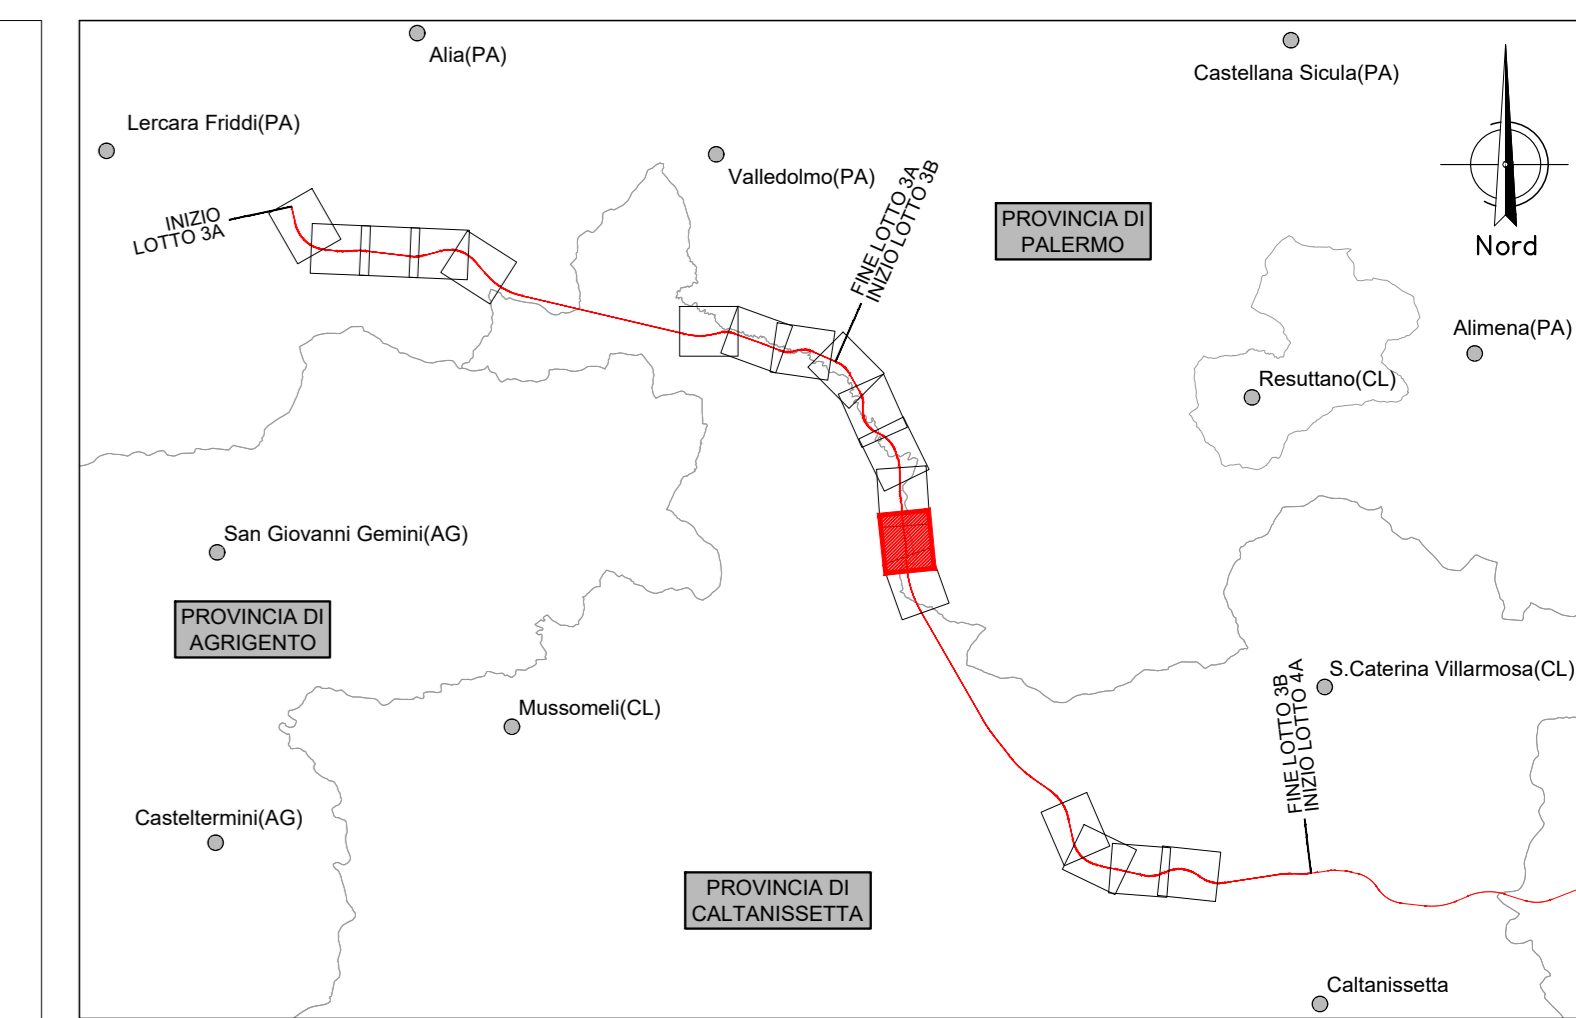 Alia(PA)
Castellana Sicula(PA)
Lercara Friddi(PA)
Valledolmo(PA)
INIZIO
LOTTO 3A
FINE LOTTO 3A
INIZIO LOTTO 3B
PROVINCIA DI
PALERMO
Nord
Alimena(PA)
Resuttano(CL)
San Giovanni Gemini(AG)
PROVINCIA DI
AGRIGENTO
Mussomeli(CL)
S.Caterina Villarmosa(CL)
FINE LOTTO 3B
INIZIO LOTTO 4A
Casteltermini(AG)
PROVINCIA DI
CALTANISSETTA
Caltanissetta